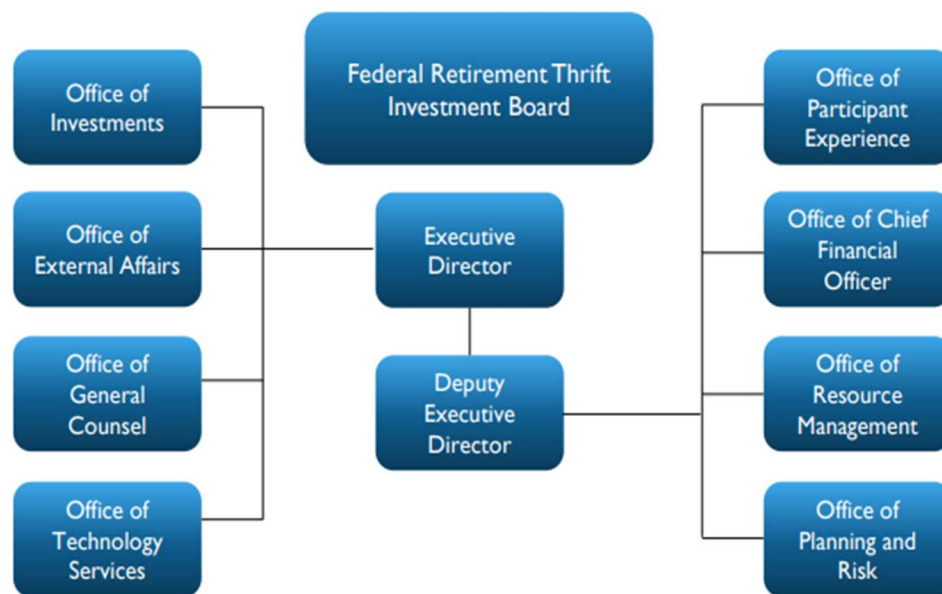 Federal Retirement Thrift
Investment Board
Office of
Investments
Office of
External Affairs
Office of
General
Counsel
Office of
Technology
Services
Executive
Director
Deputy
Executive
Director
Office of
Participant
Experience
Office of Chief
Financial
Officer
Office of
Resource
Management
Office of
Planning and
Risk